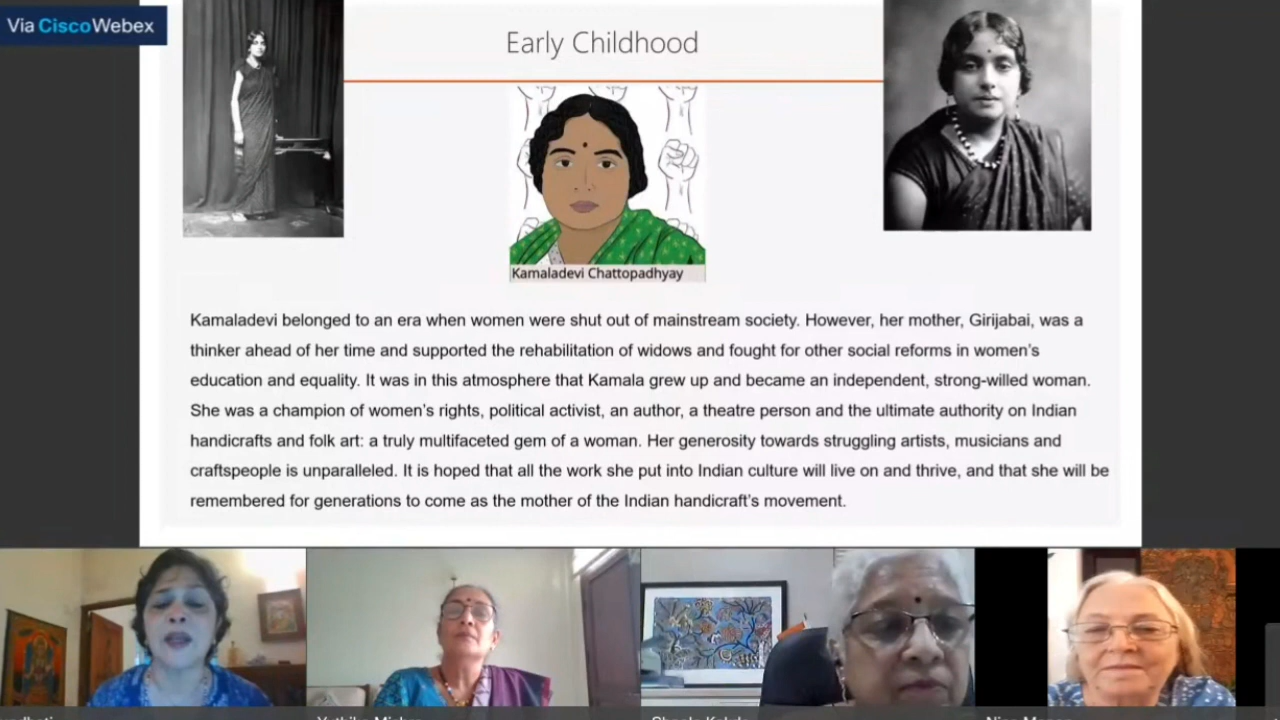 Via CiscoWebex
Early Childhood
Kamaladevi Chattopadhyay
Kamaladevi belonged to an era when women were shut out of mainstream society. However, her mother, Girijabai, was a
thinker ahead of her time and supported the rehabilitation of widows and fought for other social reforms in women's
education and equality. It was in this atmosphere that Kamala grew up and became an independent, strong-willed woman.
She was a champion of women's rights, political activist, an author, a theatre person and the ultimate authority on Indian
handicrafts and folk art: a truly multifaceted gem of a woman. Her generosity towards struggling artists, musicians and
craftspeople is unparalleled. It is hoped that all the work she put into Indian culture will live on and thrive, and that she will be
remembered for generations to come as the mother of the Indian handicraft's movement.